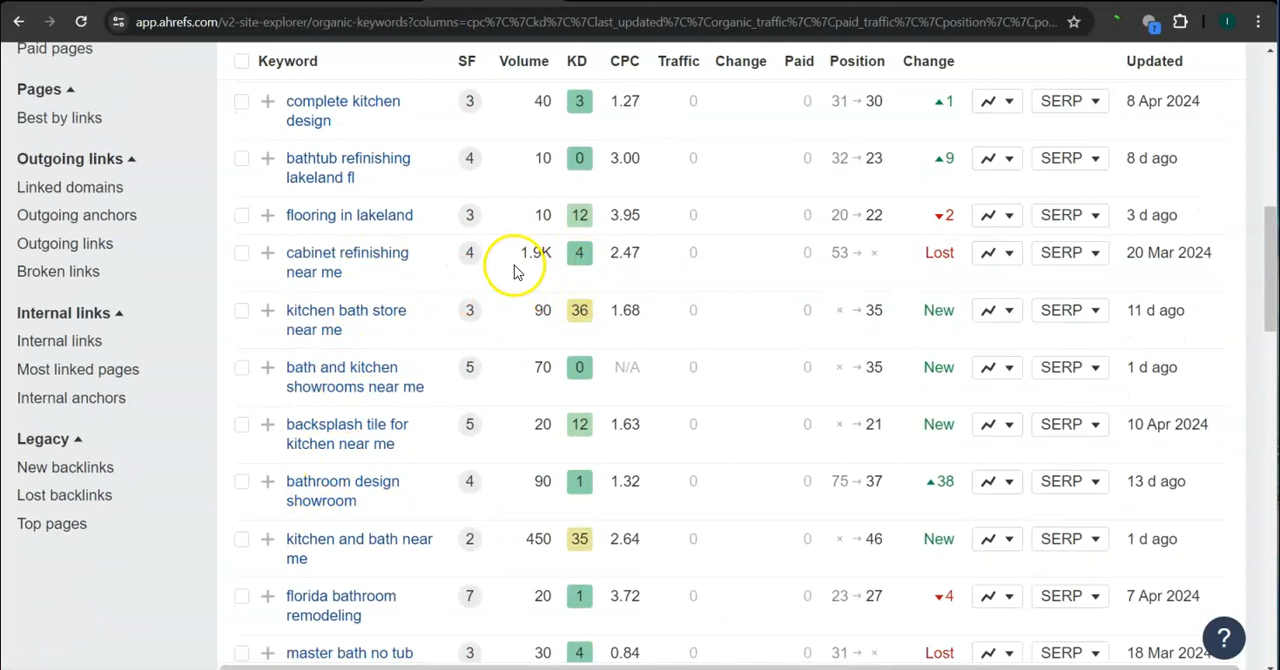 app.ahrefs.com/v2-site-explorer/organic-keywords?columns=cpc%7C%7Ckd%7C%7Clast_updated%7C%7Corganic_traffic%7C%7Cpaid_traffic%7C%7Cposition%7C%7Cpo...
Paid pages
Pages
Best by links
Outgoing links
Linked domains
Outgoing anchors
Outgoing links
Broken links
Internal links
Internal links
Most linked pages
Internal anchors
Legacy
New backlinks
Lost backlinks
Top pages
Keyword SF Volume KD CPC Traffic Change Paid Position Change Updated
complete kitchen 3 40 3 1.27 0 0 31 → 30 ▲1 SERP ▼ 8 Apr 2024
design
bathtub refinishing 4 10 0 3.00 0 0 32 → 23 ▲9 SERP ▼ 8 d ago
lakeland fl
flooring in lakeland 3 10 12 3.95 0 0 20 → 22 ▼2 SERP ▼ 3 d ago
cabinet refinishing 4 1.9K 4 2.47 0 0 53 → × Lost SERP ▼ 20 Mar 2024
near me
kitchen bath store 3 90 36 1.68 0 0 × → 35 New SERP ▼ 11 d ago
near me
bath and kitchen 5 70 0 N/A 0 0 × → 35 New SERP ▼ 1 d ago
showrooms near me
backsplash tile for 5 20 12 1.63 0 0 × → 21 New SERP ▼ 10 Apr 2024
kitchen near me
bathroom design 4 90 1 1.32 0 0 75 → 37 ▲38 SERP ▼ 13 d ago
showroom
kitchen and bath near 2 450 35 2.64 0 0 × → 46 New SERP ▼ 1 d ago
me
florida bathroom 7 20 1 3.72 0 0 23 → 27 ▼4 SERP ▼ 7 Apr 2024
remodeling
master bath no tub 3 30 4 0.84 0 0 31 → × Lost SERP ▼ 18 Mar 2024
?